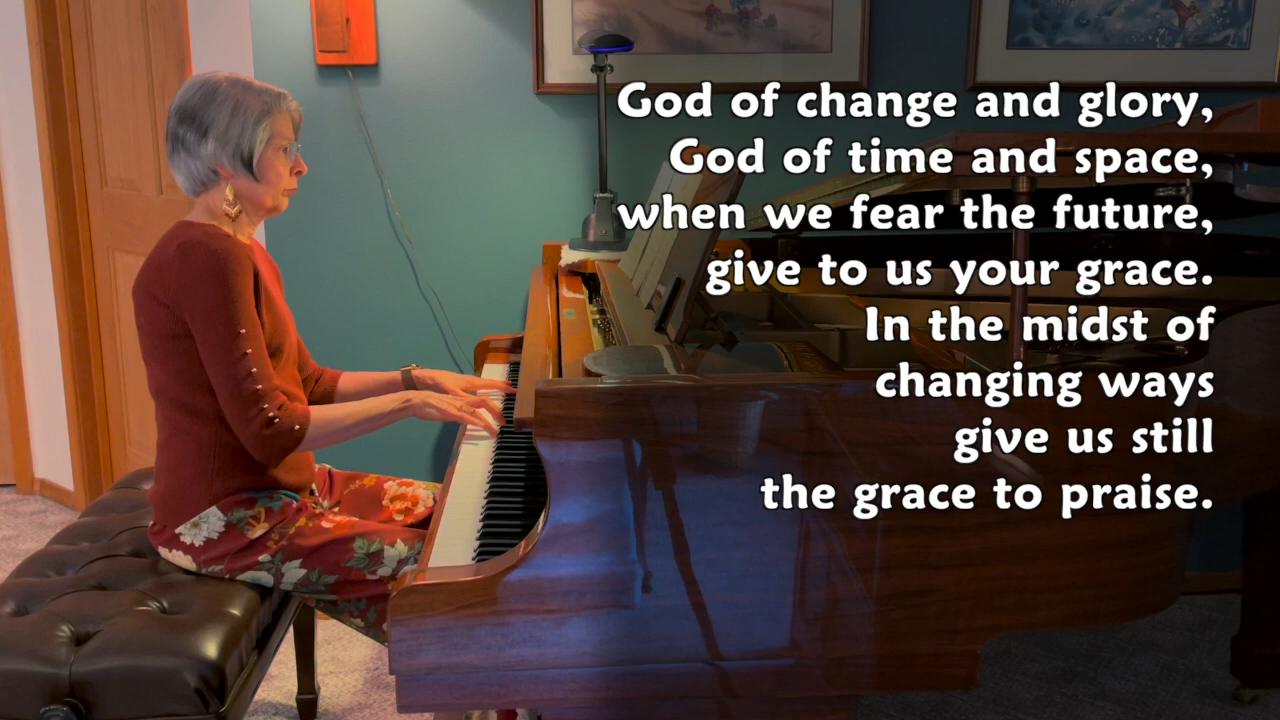 God of change and glory,
God of time and space,
when we fear the future,
give to us your grace.
In the midst of
changing ways
give us still
the grace to praise.